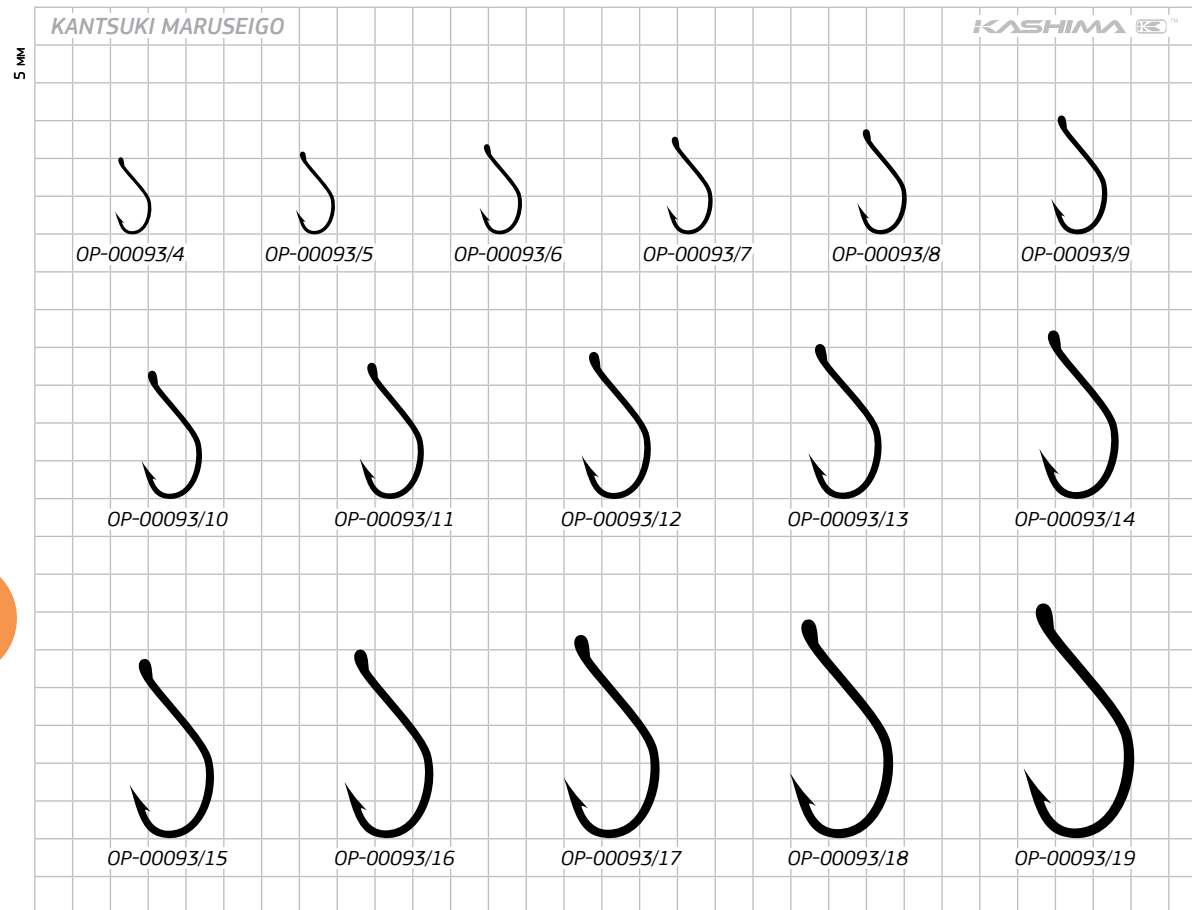 KANTSUKI MARUSEIGO
KASHIMA K™
5 мм
OP-00093/4
OP-00093/5
OP-00093/6
OP-00093/7
OP-00093/8
OP-00093/9
OP-00093/10
OP-00093/11
OP-00093/12
OP-00093/13
OP-00093/14
OP-00093/15
OP-00093/16
OP-00093/17
OP-00093/18
OP-00093/19